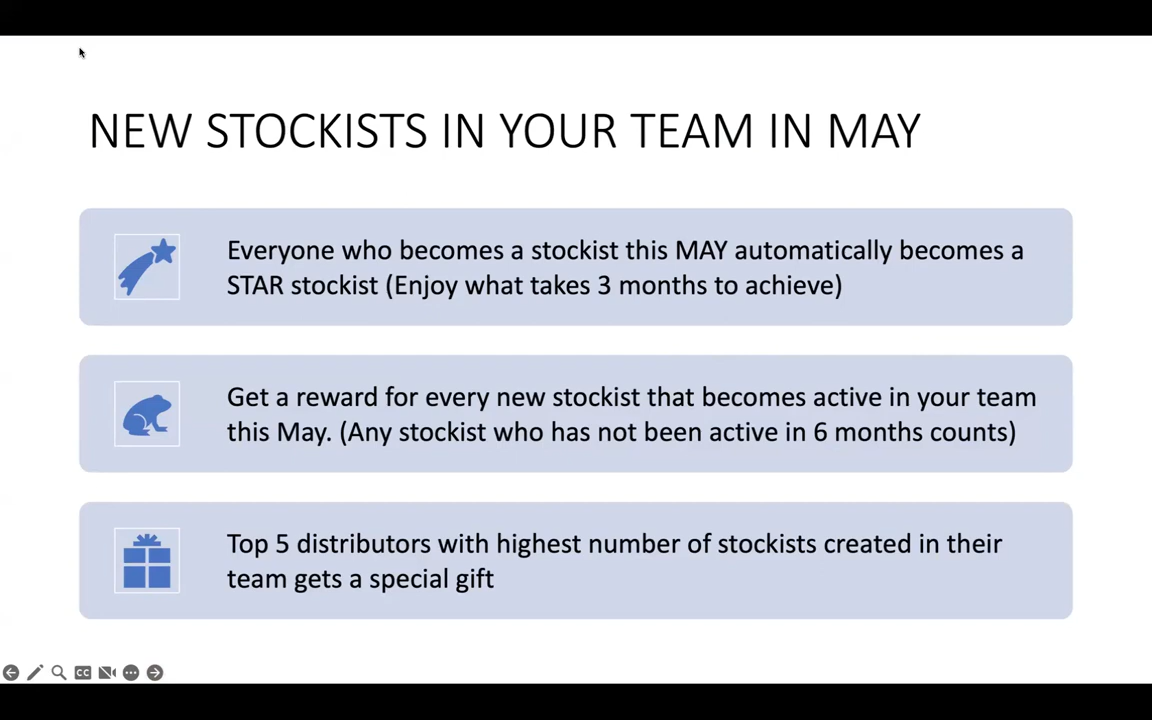 NEW STOCKISTS IN YOUR TEAM IN MAY
Everyone who becomes a stockist this MAY automatically becomes a
STAR stockist (Enjoy what takes 3 months to achieve)
Get a reward for every new stockist that becomes active in your team
this May. (Any stockist who has not been active in 6 months counts)
Top 5 distributors with highest number of stockists created in their
team gets a special gift
CC